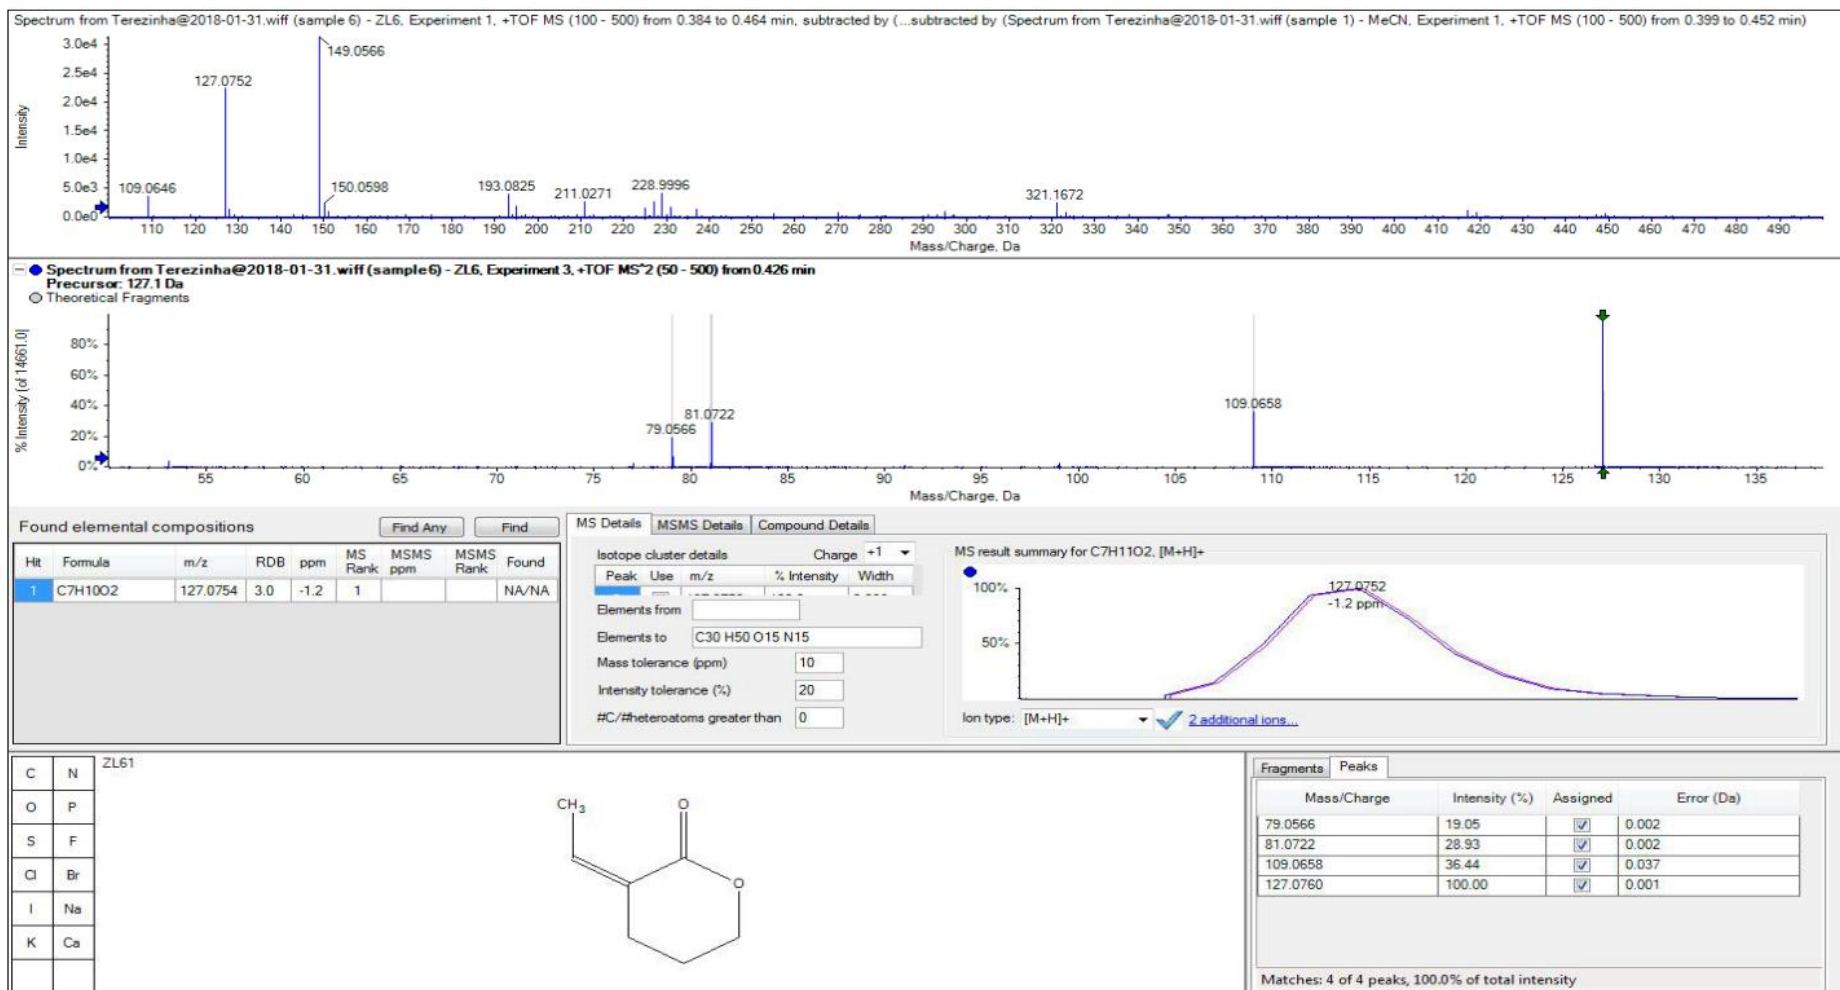 Spectrum from Terezinha@2018-01-31.wiff (sample 6) - ZL6, Experiment 1, +TOF MS (100 - 500) from 0.384 to 0.464 min, subtracted by (...subtracted by (Spectrum from Terezinha@2018-01-31.wiff (sample 1) - MeCN, Experiment 1, +TOF MS (100 - 500) from 0.399 to 0.452 min)
Intensity
3.0e4
2.5e4
2.0e4
1.5e4
1.0e4
5.0e3
0.0e0
149.0566
127.0752
109.0646
150.0598
193.0825
211.0271
228.9996
321.1672
110 120 130 140 150 160 170 180 190 200 210 220 230 240 250 260 270 280 290 300 310 320 330 340 350 360 370 380 390 400 410 420 430 440 450 460 470 480 490
Mass/Charge, Da
Spectrum from Terezinha@2018-01-31.wiff (sample 6) - ZL6, Experiment 3, +TOF MS^2 (50 - 500) from 0.426 min
Precursor: 127.1 Da
Theoretical Fragments
% Intensity (of 14661.0)
80%
60%
40%
20%
0%
79.0566
81.0722
109.0658
55 60 65 70 75 80 85 90 95 100 105 110 115 120 125 130 135
Mass/Charge, Da
Found elemental compositions
Find Any
Find
Hit Formula m/z RDB ppm MS Rank MSMS ppm MSMS Rank Found
1 C7H10O2 127.0754 3.0 -1.2 1 NA/NA
MS Details
MSMS Details
Compound Details
Isotope cluster details
Charge +1
Peak Use m/z % Intensity Width
Elements from
Elements to C30 H50 O15 N15
Mass tolerance (ppm) 10
Intensity tolerance (%) 20
#C/#heteroatoms greater than 0
MS result summary for C7H11O2, [M+H]+
100%
50%
127.0752
-1.2 ppm
Ion type: [M+H]+
2 additional ions...
C N
O P
S F
Cl Br
I Na
K Ca
ZL61
CH3
O
O
Fragments
Peaks
Mass/Charge Intensity (%) Assigned Error (Da)
79.0566 19.05 0.002
81.0722 28.93 0.002
109.0658 36.44 0.037
127.0760 100.00 0.001
Matches: 4 of 4 peaks, 100.0% of total intensity